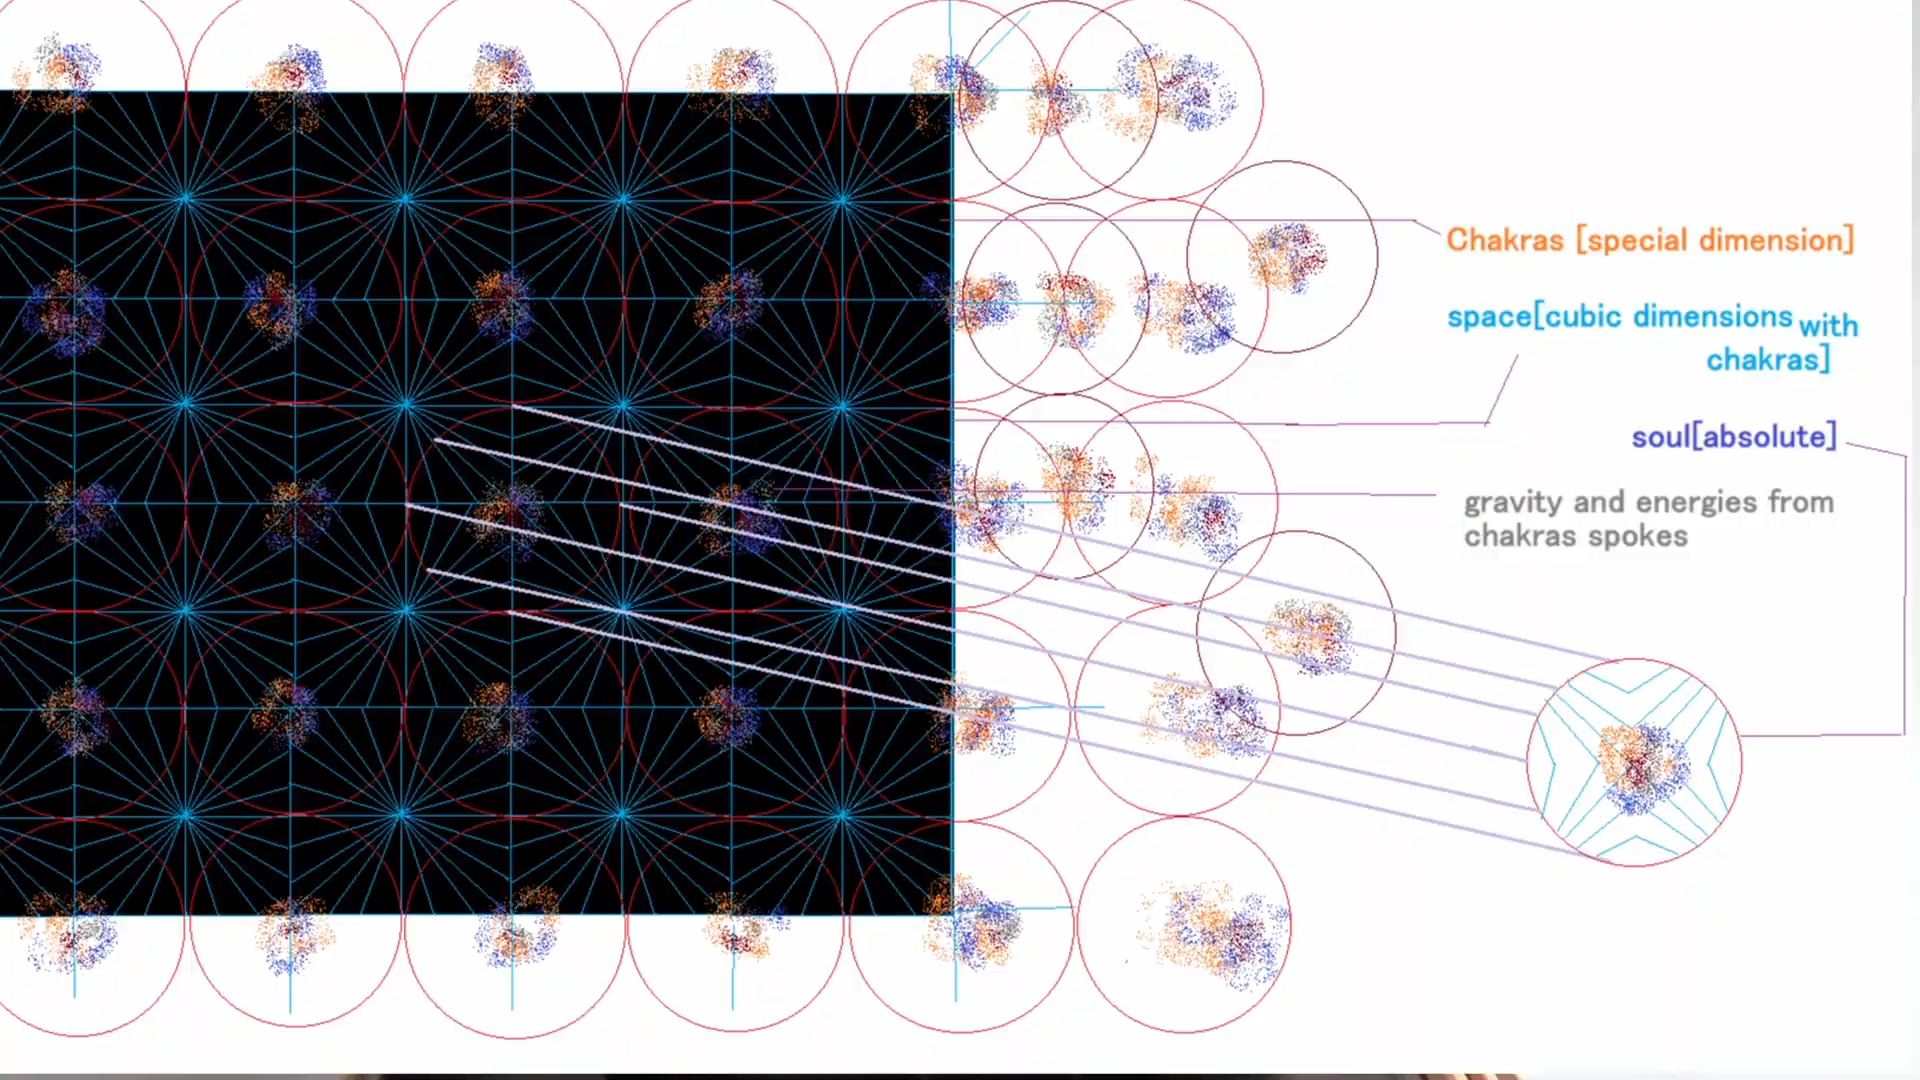 Chakras [special dimension]
space[cubic dimensions with
chakras]
soul[absolute]
gravity and energies from
chakras spokes